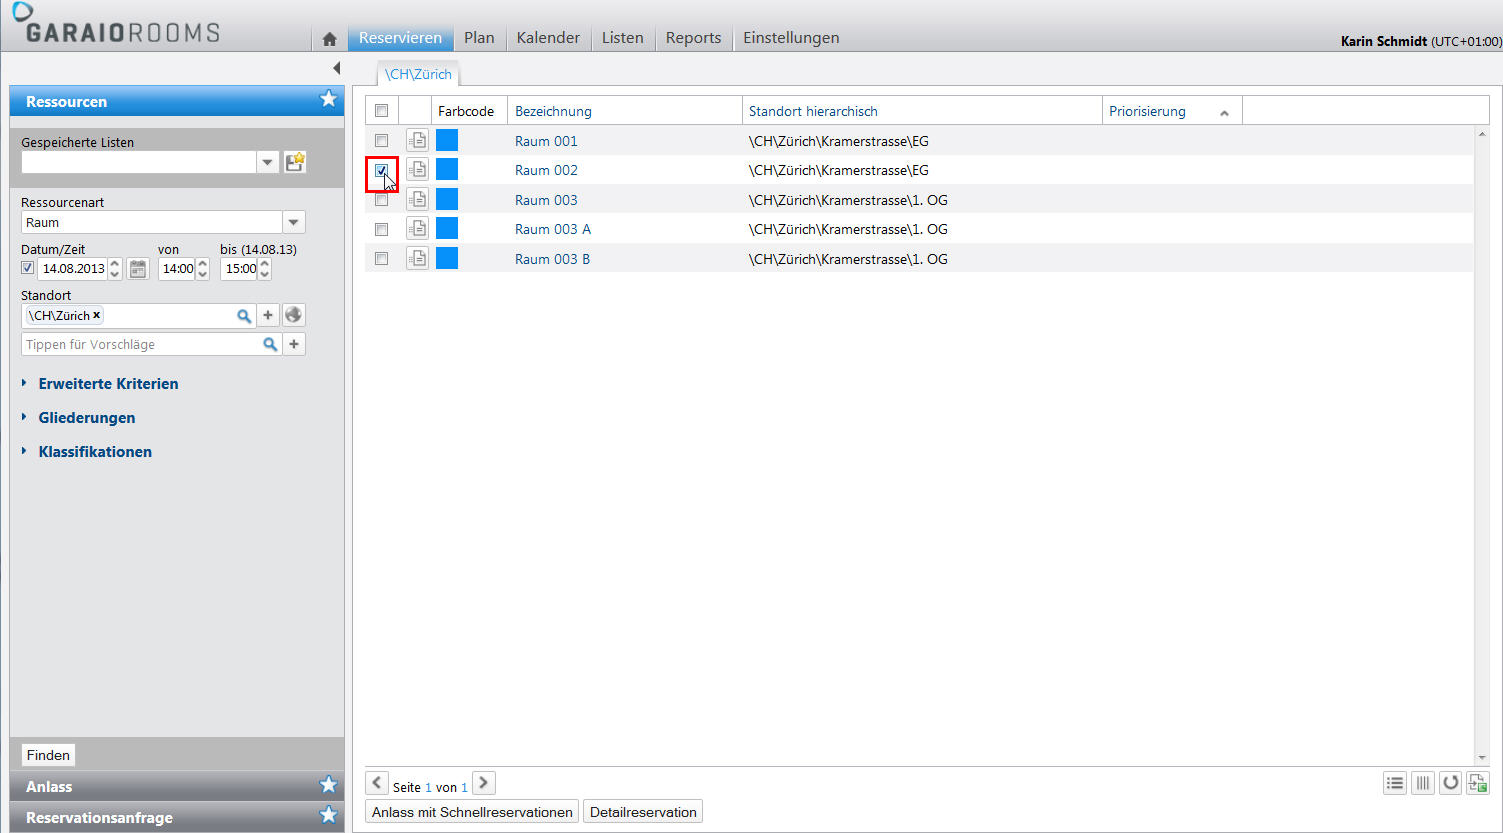 GARAIOROOMS
Reservieren Plan Kalender Listen Reports Einstellungen
Karin Schmidt (UTC+01:00)
\CH\Zürich
Ressourcen
Gespeicherte Listen
Ressourcenart
Raum
Datum/Zeit von bis (14.08.13)
14.08.2013 14:00 15:00
Standort
\CH\Zürich x
Tippen für Vorschläge
Erweiterte Kriterien
Gliederungen
Klassifikationen
Finden
Anlass
Reservationsanfrage
Farbcode Bezeichnung Standort hierarchisch Priorisierung
Raum 001 \CH\Zürich\Kramerstrasse\EG
Raum 002 \CH\Zürich\Kramerstrasse\EG
Raum 003 \CH\Zürich\Kramerstrasse\1. OG
Raum 003 A \CH\Zürich\Kramerstrasse\1. OG
Raum 003 B \CH\Zürich\Kramerstrasse\1. OG
Seite 1 von 1
Anlass mit Schnellreservationen Detailreservation